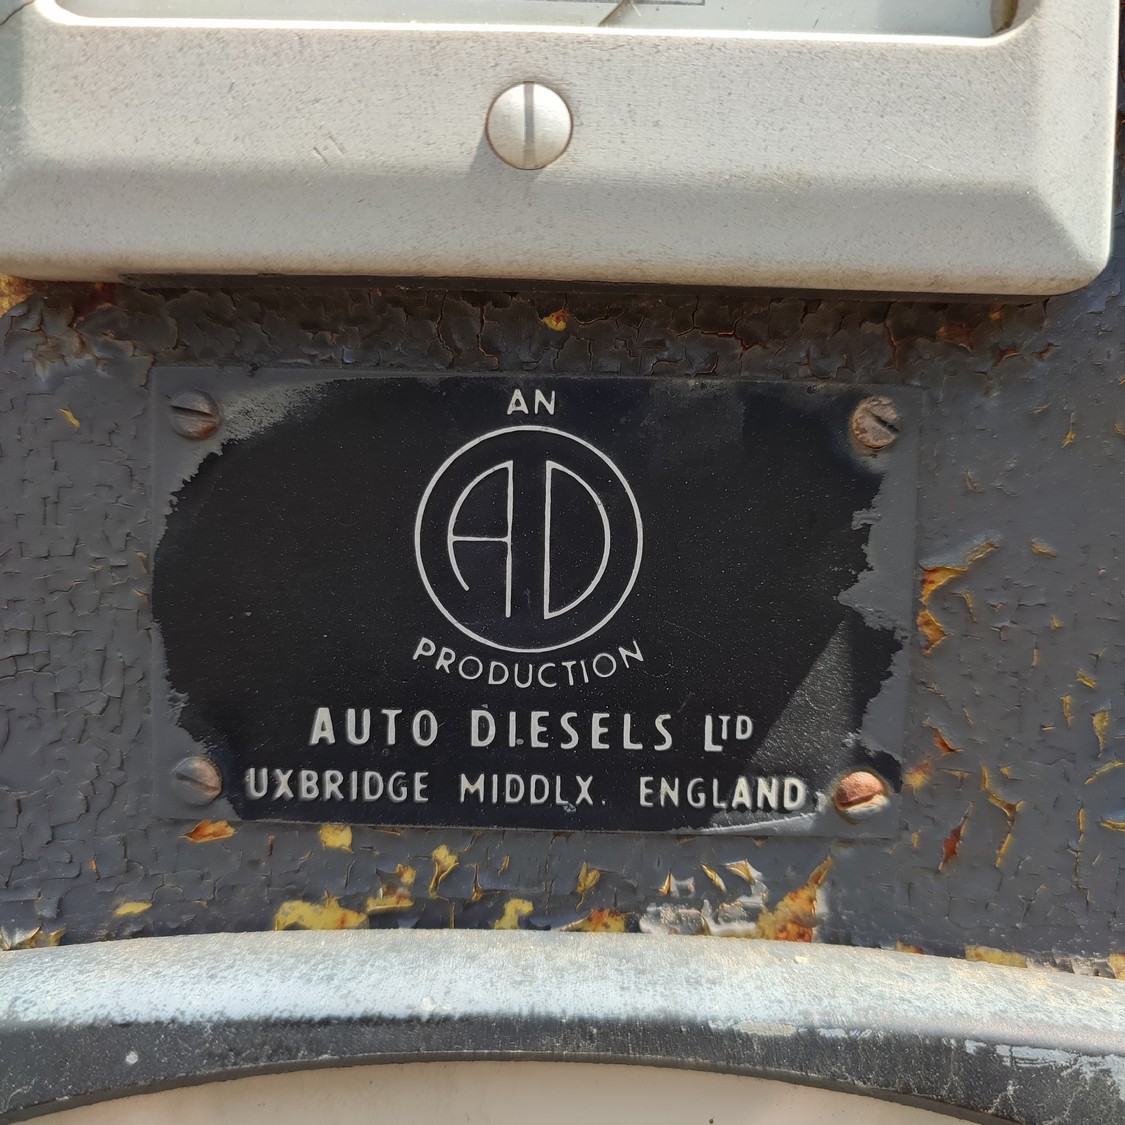 AN
AD
PRODUCTION
AUTO DIESELS LTD
UXBRIDGE MIDDLX. ENGLAND